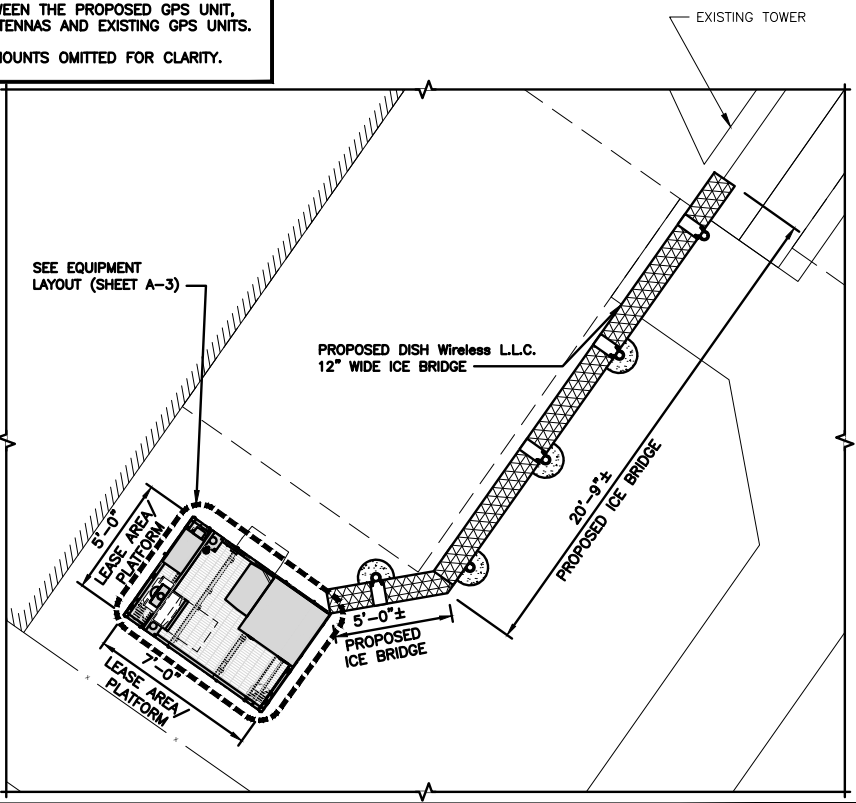 WEEN THE PROPOSED GPS UNIT,
TENNAS AND EXISTING GPS UNITS.
MOUNTS OMITTED FOR CLARITY.
EXISTING TOWER
SEE EQUIPMENT
LAYOUT (SHEET A-3)
PROPOSED DISH Wireless L.L.C.
12" WIDE ICE BRIDGE
20'-9"±
PROPOSED ICE BRIDGE
5'-0"
LEASE AREA/
PLATFORM
5'-0"±
PROPOSED
ICE BRIDGE
7'-0"
LEASE AREA/
PLATFORM